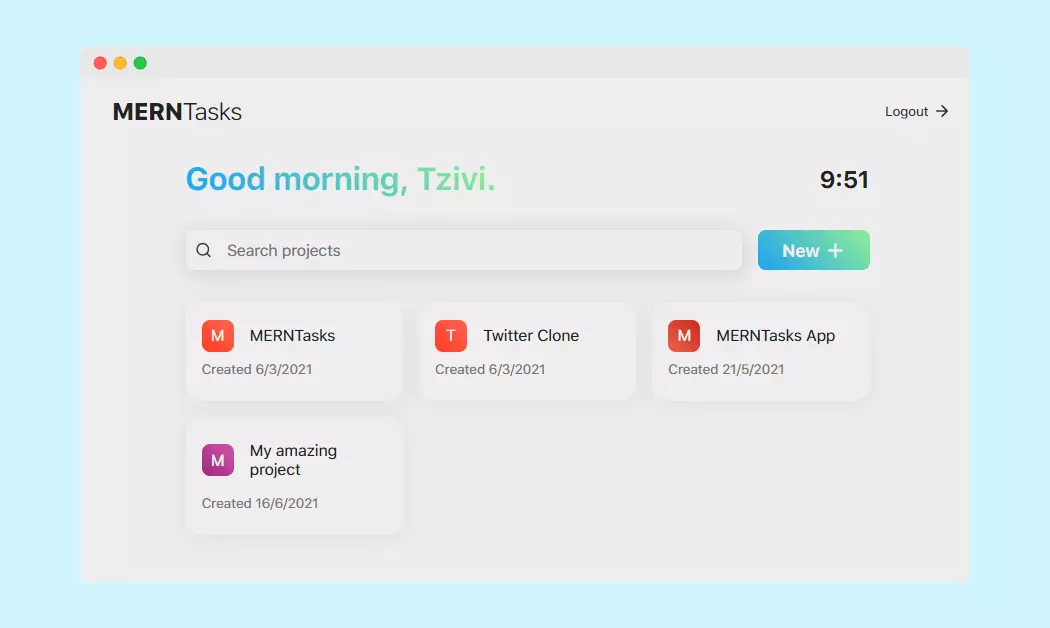 MERNTasks
Logout
Good morning, Tzivi.
9:51
Search projects
New +
M MERNTasks
Created 6/3/2021
T Twitter Clone
Created 6/3/2021
M MERNTasks App
Created 21/5/2021
M My amazing
project
Created 16/6/2021